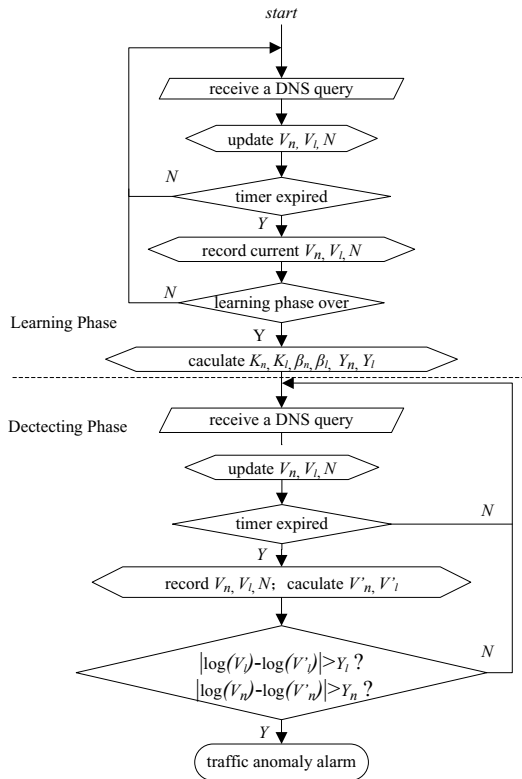 start
receive a DNS query
update Vn, Vl, N
N
timer expired
Y
record current Vn, Vl, N
N
learning phase over
Learning Phase
Y
caculate Kn, Kl, βn, βl, Yn, Yl
Dectecting Phase
receive a DNS query
update Vn, Vl, N
timer expired
N
Y
record Vn, Vl, N; caculate V'n, V'l
N
|log(Vl)-log(V'l)|>Yl ?
|log(Vn)-log(V'n)|>Yn ?
Y
traffic anomaly alarm